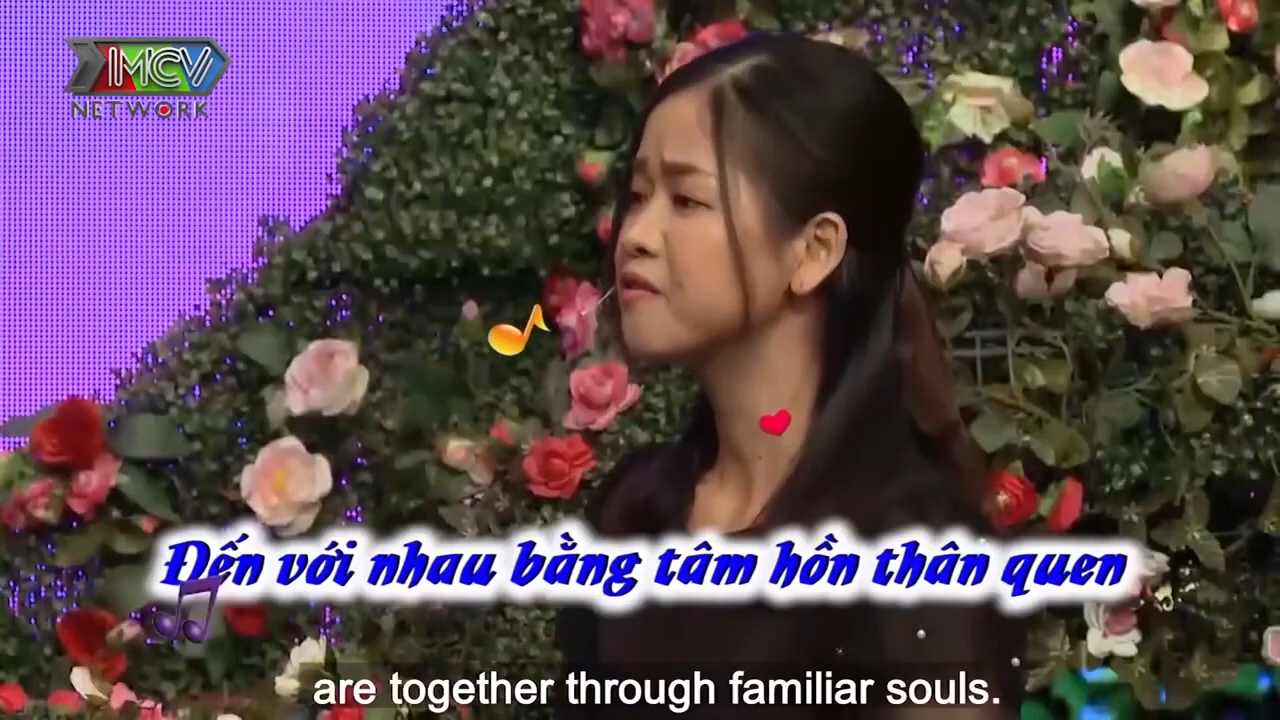 MCV
NETWORK
Đến với nhau bằng tâm hồn thân quen
are together through familiar souls.